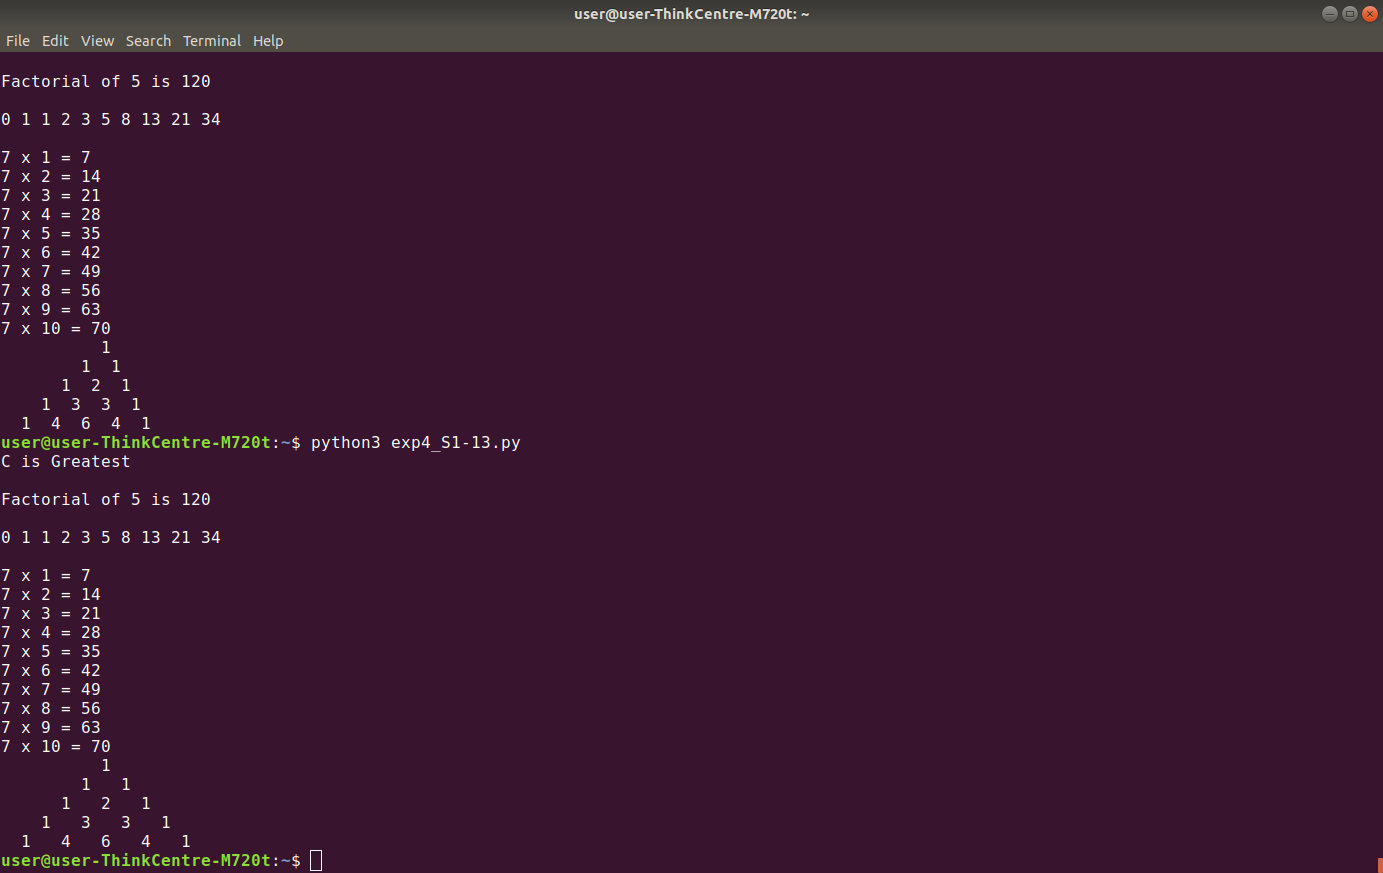 user@user-ThinkCentre-M720t: ~
File Edit View Search Terminal Help
Factorial of 5 is 120
0 1 1 2 3 5 8 13 21 34
7 x 1 = 7
7 x 2 = 14
7 x 3 = 21
7 x 4 = 28
7 x 5 = 35
7 x 6 = 42
7 x 7 = 49
7 x 8 = 56
7 x 9 = 63
7 x 10 = 70
          1
        1  1
      1  2  1
    1  3  3  1
  1  4  6  4  1
user@user-ThinkCentre-M720t:~$ python3 exp4_S1-13.py
C is Greatest
Factorial of 5 is 120
0 1 1 2 3 5 8 13 21 34
7 x 1 = 7
7 x 2 = 14
7 x 3 = 21
7 x 4 = 28
7 x 5 = 35
7 x 6 = 42
7 x 7 = 49
7 x 8 = 56
7 x 9 = 63
7 x 10 = 70
          1
        1   1
      1   2   1
    1   3   3   1
  1   4   6   4   1
user@user-ThinkCentre-M720t:~$